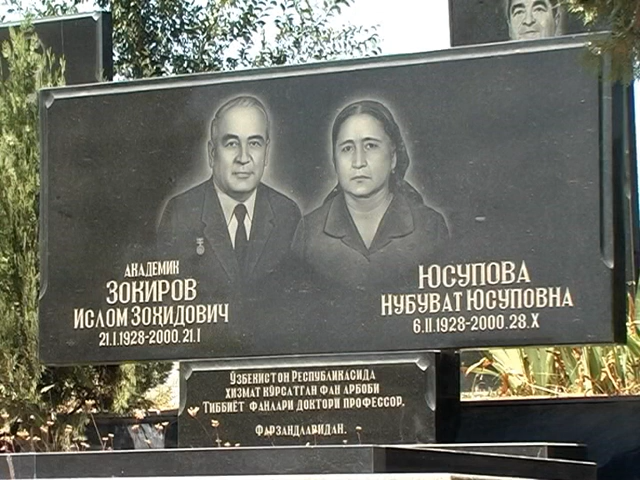 АКАДЕМИК
ЗОКИРОВ
ИСЛОМ ЗОҲИДОВИЧ
21.I.1928-2000.21.I
ЮСУПОВА
НУБУВАТ ЮСУПОВНА
6.II.1928-2000.28.X
ЎЗБЕКИСТОН РЕСПУБЛИКАСИДА
ХИЗМАТ КЎРСАТГАН ФАН АРБОБИ
ТИББИЁТ ФАНЛАРИ ДОКТОРИ ПРОФЕССОР.
ФАРЗАНДЛАРИДАН.